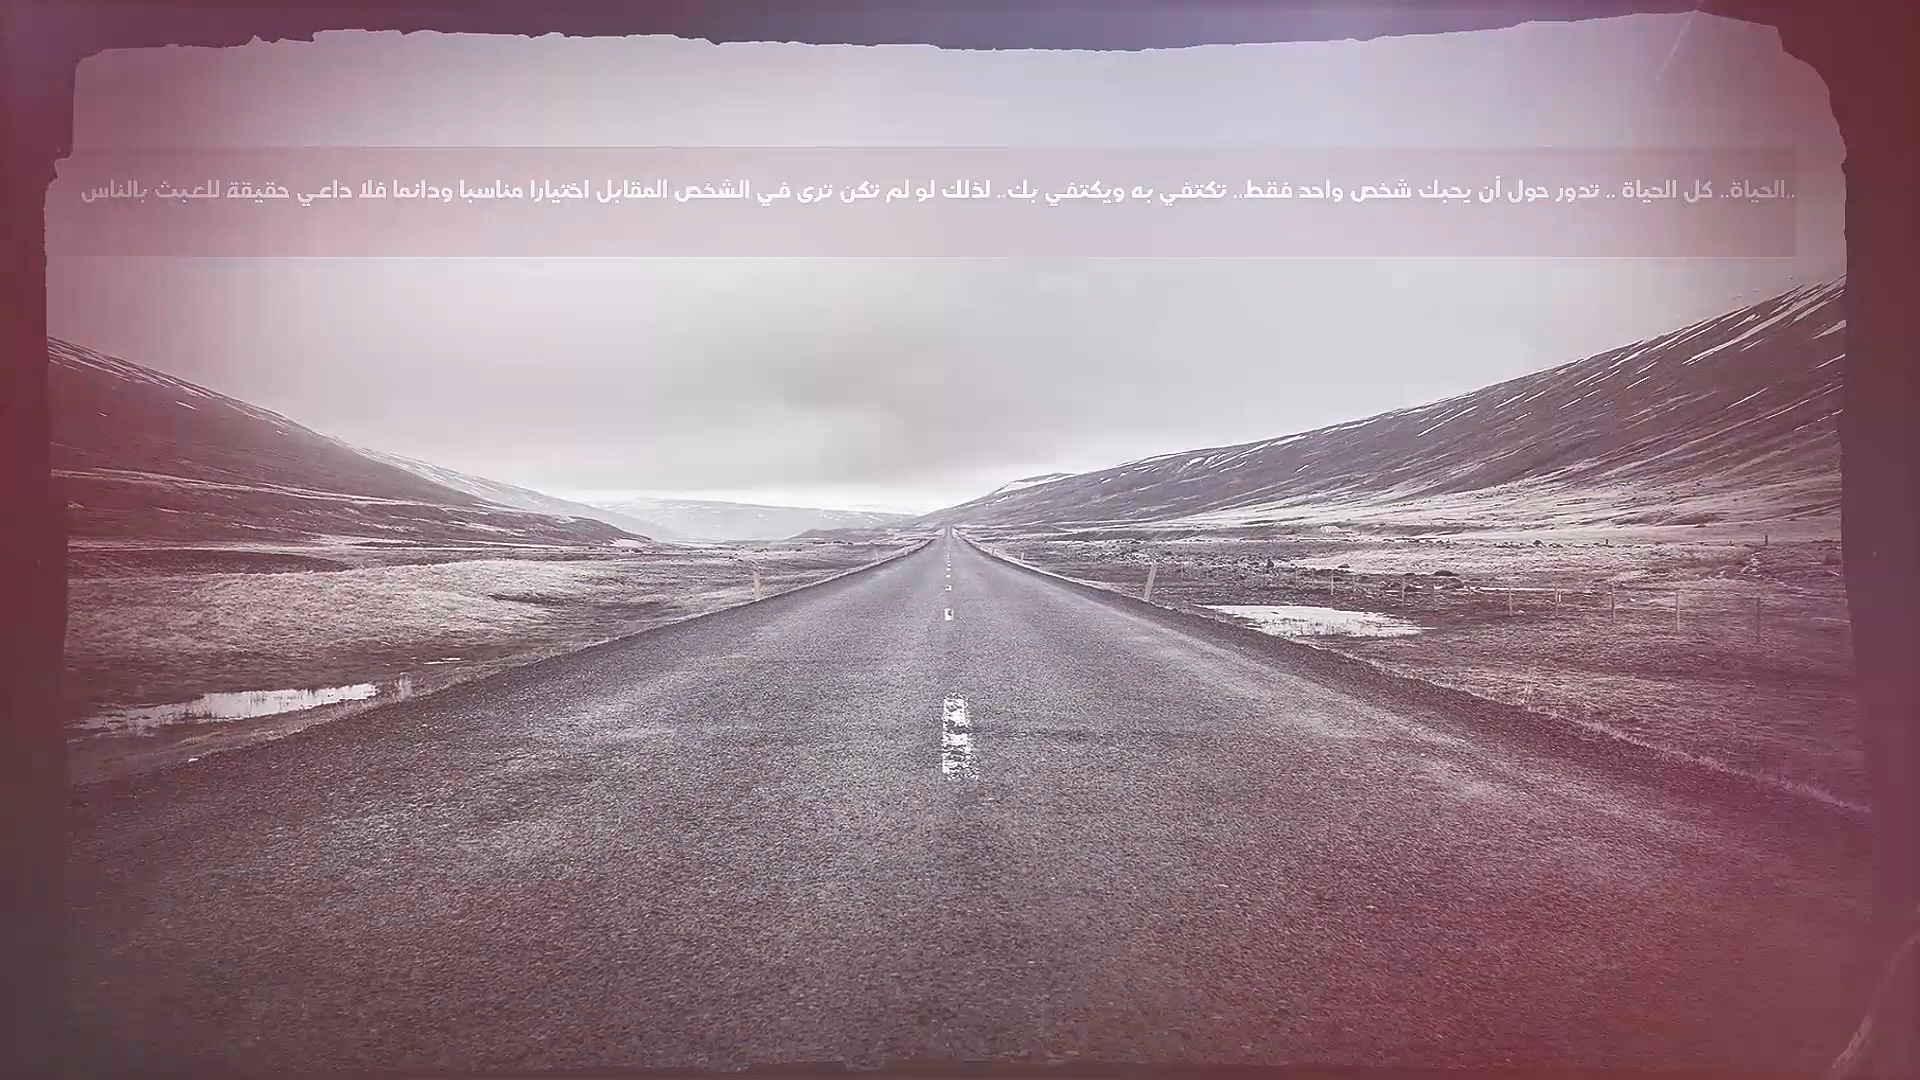 ..الحياة.. كل الحياة .. تدور حول أن يحبك شخص واحد فقط.. تكتفي به ويكتفي بك.. لذلك لو لم تكن ترى في الشخص المقابل اختيارا مناسبا ودائما فلا داعي حقيقة للعبث بالناس